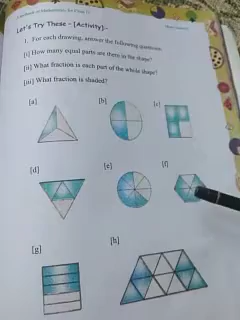 Let's Try These - [Activity]:-
1. For each drawing, answer the following questions:
[i] How many equal parts are there in the shape?
[ii] What fraction is each part of the whole shape?
[iii] What fraction is shaded?
[a] [b] [c]
[d] [e] [f]
[g] [h]